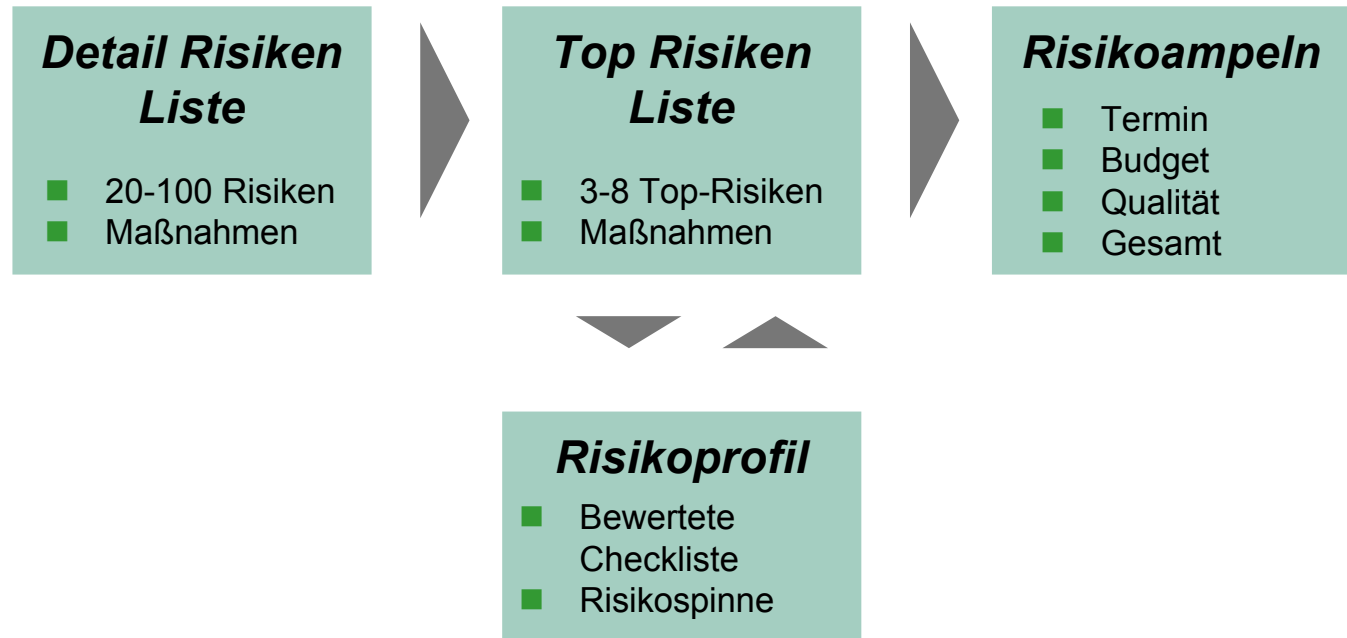 Detail Risiken
Liste
20-100 Risiken
Maßnahmen
Top Risiken
Liste
3-8 Top-Risiken
Maßnahmen
Risikoampeln
Termin
Budget
Qualität
Gesamt
Risikoprofil
Bewertete
Checkliste
Risikospinne